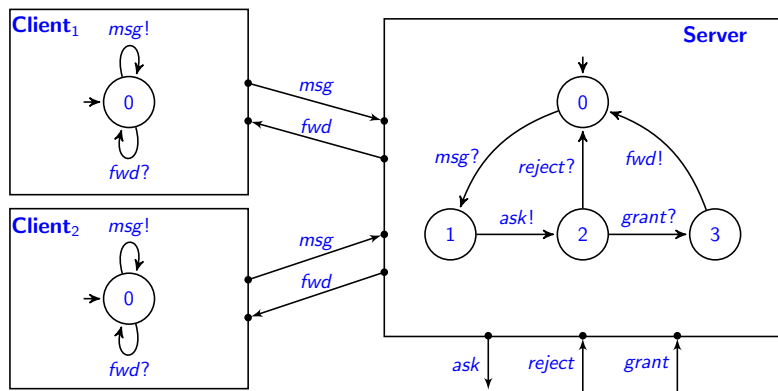 Client₁
msg!
0
fwd?
msg
fwd
Server
0
msg?
reject?
fwd!
1
ask!
2
grant?
3
Client₂
msg!
0
fwd?
msg
fwd
ask
reject
grant